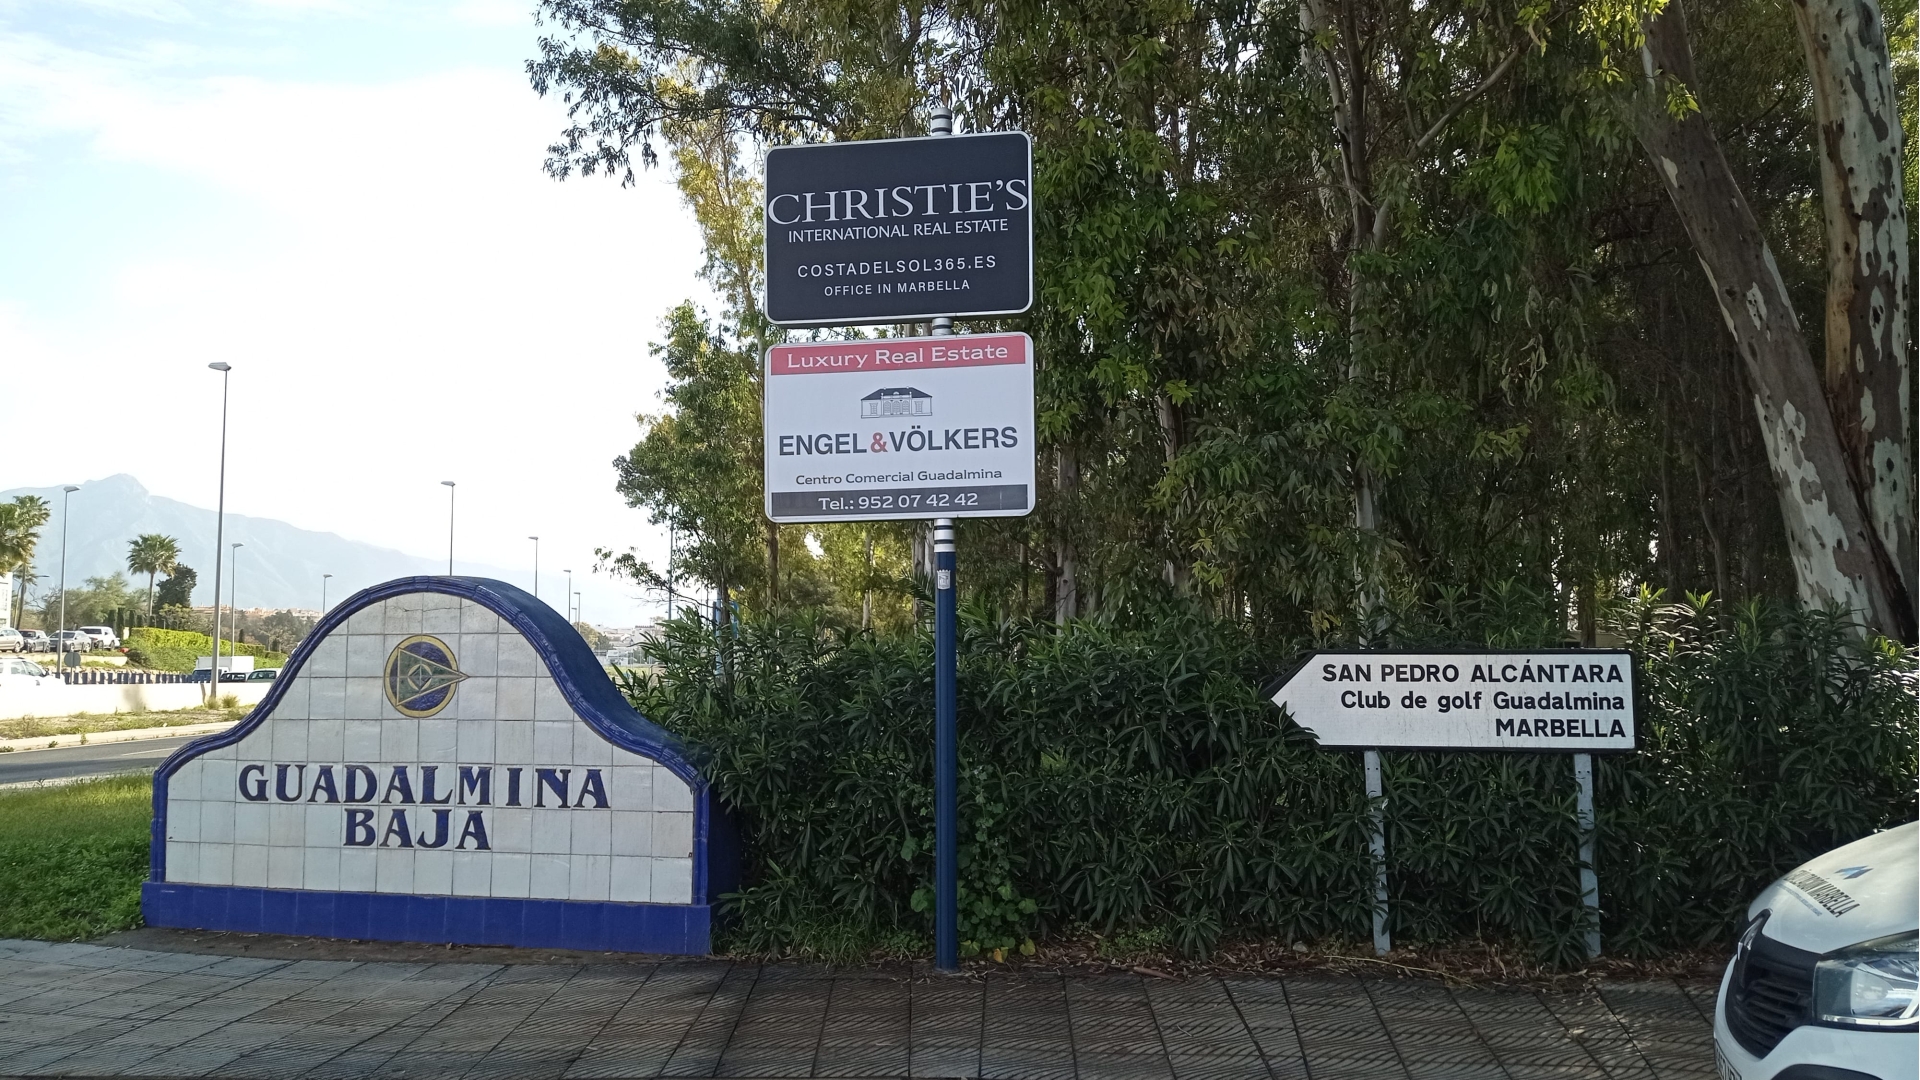 CHRISTIE'S
INTERNATIONAL REAL ESTATE
COSTADELSOL365.ES
OFFICE IN MARBELLA
Luxury Real Estate
ENGEL&VÖLKERS
Centro Comercial Guadalmina
Tel.: 952 07 42 42
GUADALMINA
BAJA
SAN PEDRO ALCÁNTARA
Club de golf Guadalmina
MARBELLA
MARBELLA